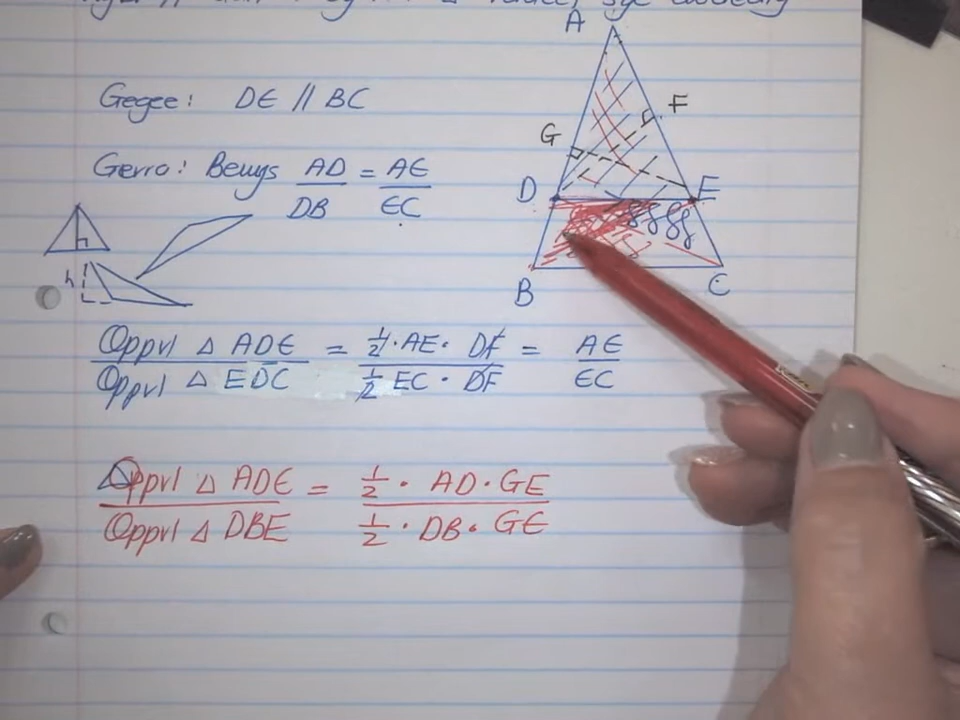 A
Gegee: DE // BC
F
G
Gevra: Bewys AD/DB = AE/EC
D E
h
B C
Oppvl △ ADE / Oppvl △ EDC = ½ · AE · DF / ½ EC · DF = AE / EC
Oppvl △ ADE / Oppvl △ DBE = ½ · AD · GE / ½ · DB · GE